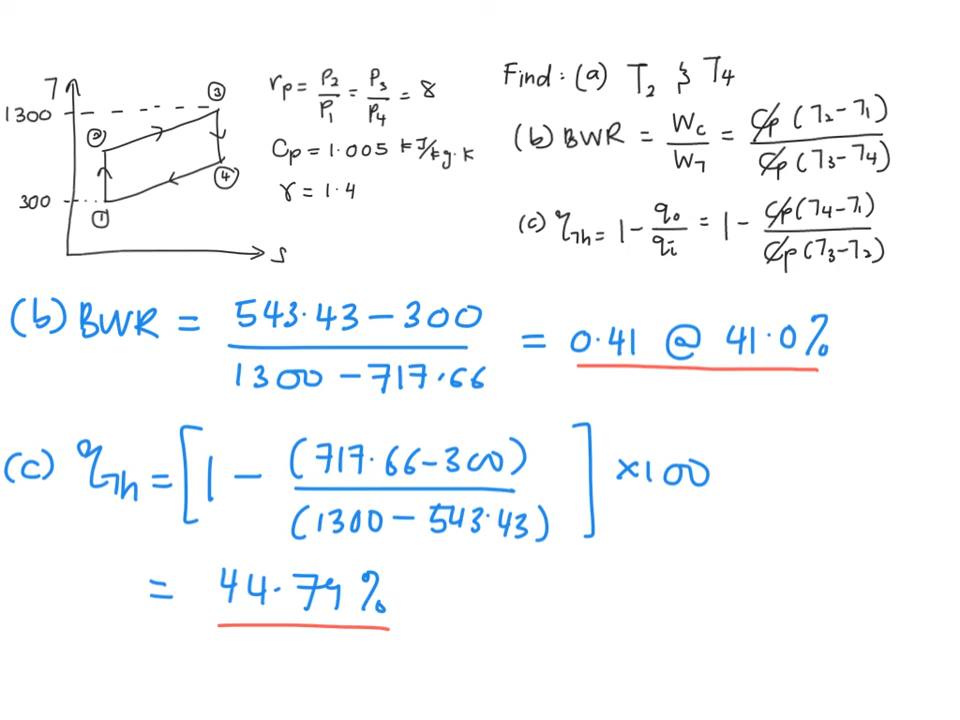 T
1300
300
①
②
③
④
S
rp = P2/P1 = P3/P4 = 8
Cp = 1.005 kJ/kg.K
γ = 1.4
Find : (a) T2 & T4
(b) BWR = Wc/WT = Cp (T2-T1) / Cp (T3-T4)
(c) ηTh = 1 - qo/qi = 1 - Cp(T4-T1) / Cp(T3-T2)
(b) BWR = 543.43 - 300 / 1300 - 717.66 = 0.41 @ 41.0%
(c) ηTh = [1 - (717.66-300) / (1300 - 543.43)] ×100
= 44.79%